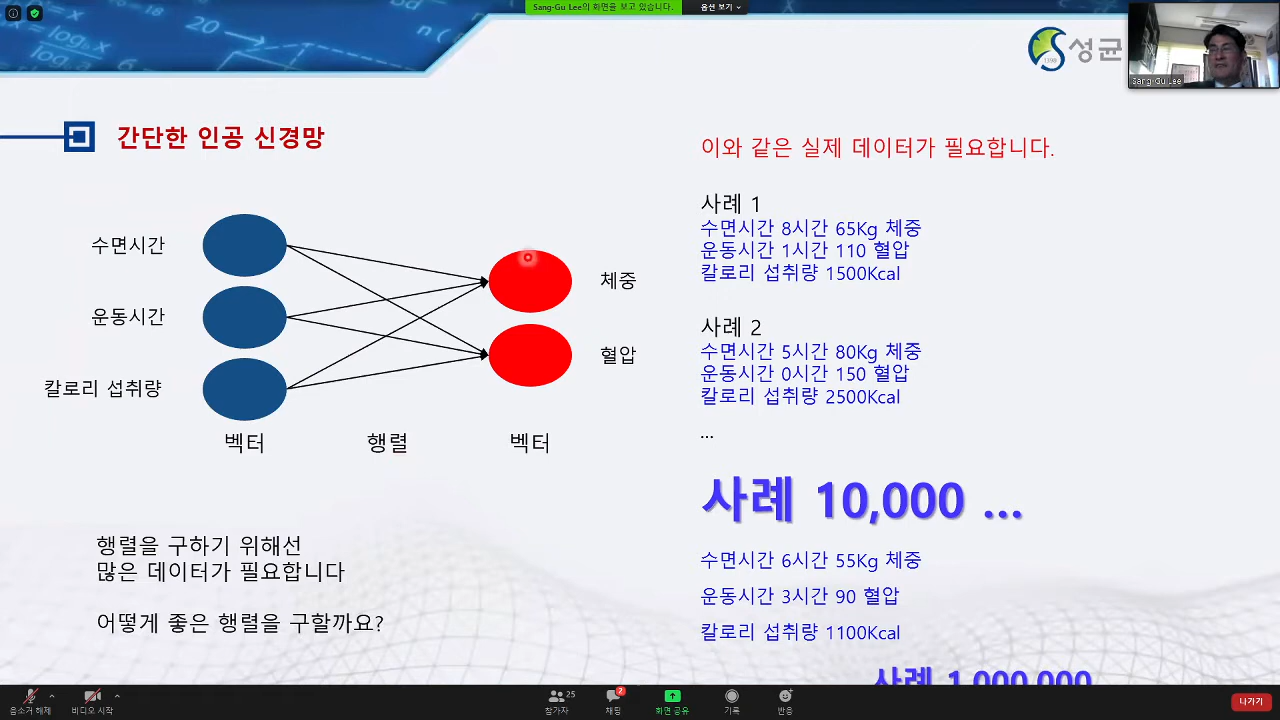 Sang-Gu Lee의 화면을 보고 있습니다.
옵션 보기
log_b x
log_b a
20
n(
6
1398
성균
Sang-Gu Lee
간단한 인공 신경망
수면시간
운동시간
칼로리 섭취량
체중
혈압
벡터
행렬
벡터
행렬을 구하기 위해선
많은 데이터가 필요합니다
어떻게 좋은 행렬을 구할까요?
이와 같은 실제 데이터가 필요합니다.
사례 1
수면시간 8시간 65Kg 체중
운동시간 1시간 110 혈압
칼로리 섭취량 1500Kcal
사례 2
수면시간 5시간 80Kg 체중
운동시간 0시간 150 혈압
칼로리 섭취량 2500Kcal
...
사례 10,000 ...
수면시간 6시간 55Kg 체중
운동시간 3시간 90 혈압
칼로리 섭취량 1100Kcal
사례 1,000,000
음소거 해제
비디오 시작
25
참가자
2
채팅
화면 공유
기록
반응
나가기